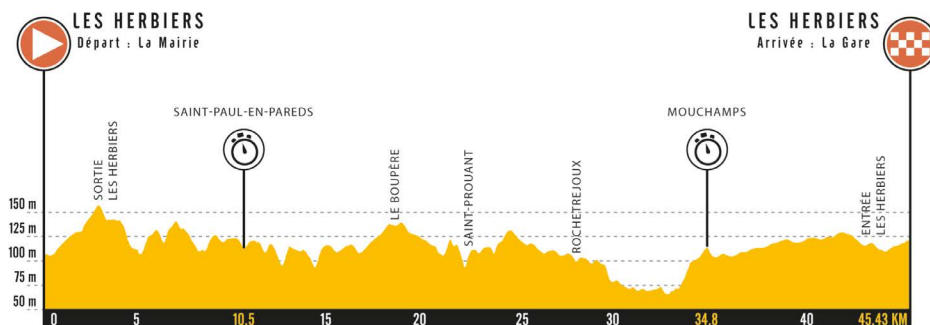 LES HERBIERS
Départ : La Mairie
LES HERBIERS
Arrivée : La Gare
SAINT-PAUL-EN-PAREDS
MOUCHAMPS
SORTIE
LES HERBIERS
LE BOUPÈRE
SAINT-PROUANT
ROCHETREJOUX
ENTRÉE
LES HERBIERS
150 m
125 m
100 m
75 m
50 m
0 5 10.5 15 20 25 30 34.8 40 45.43 KM